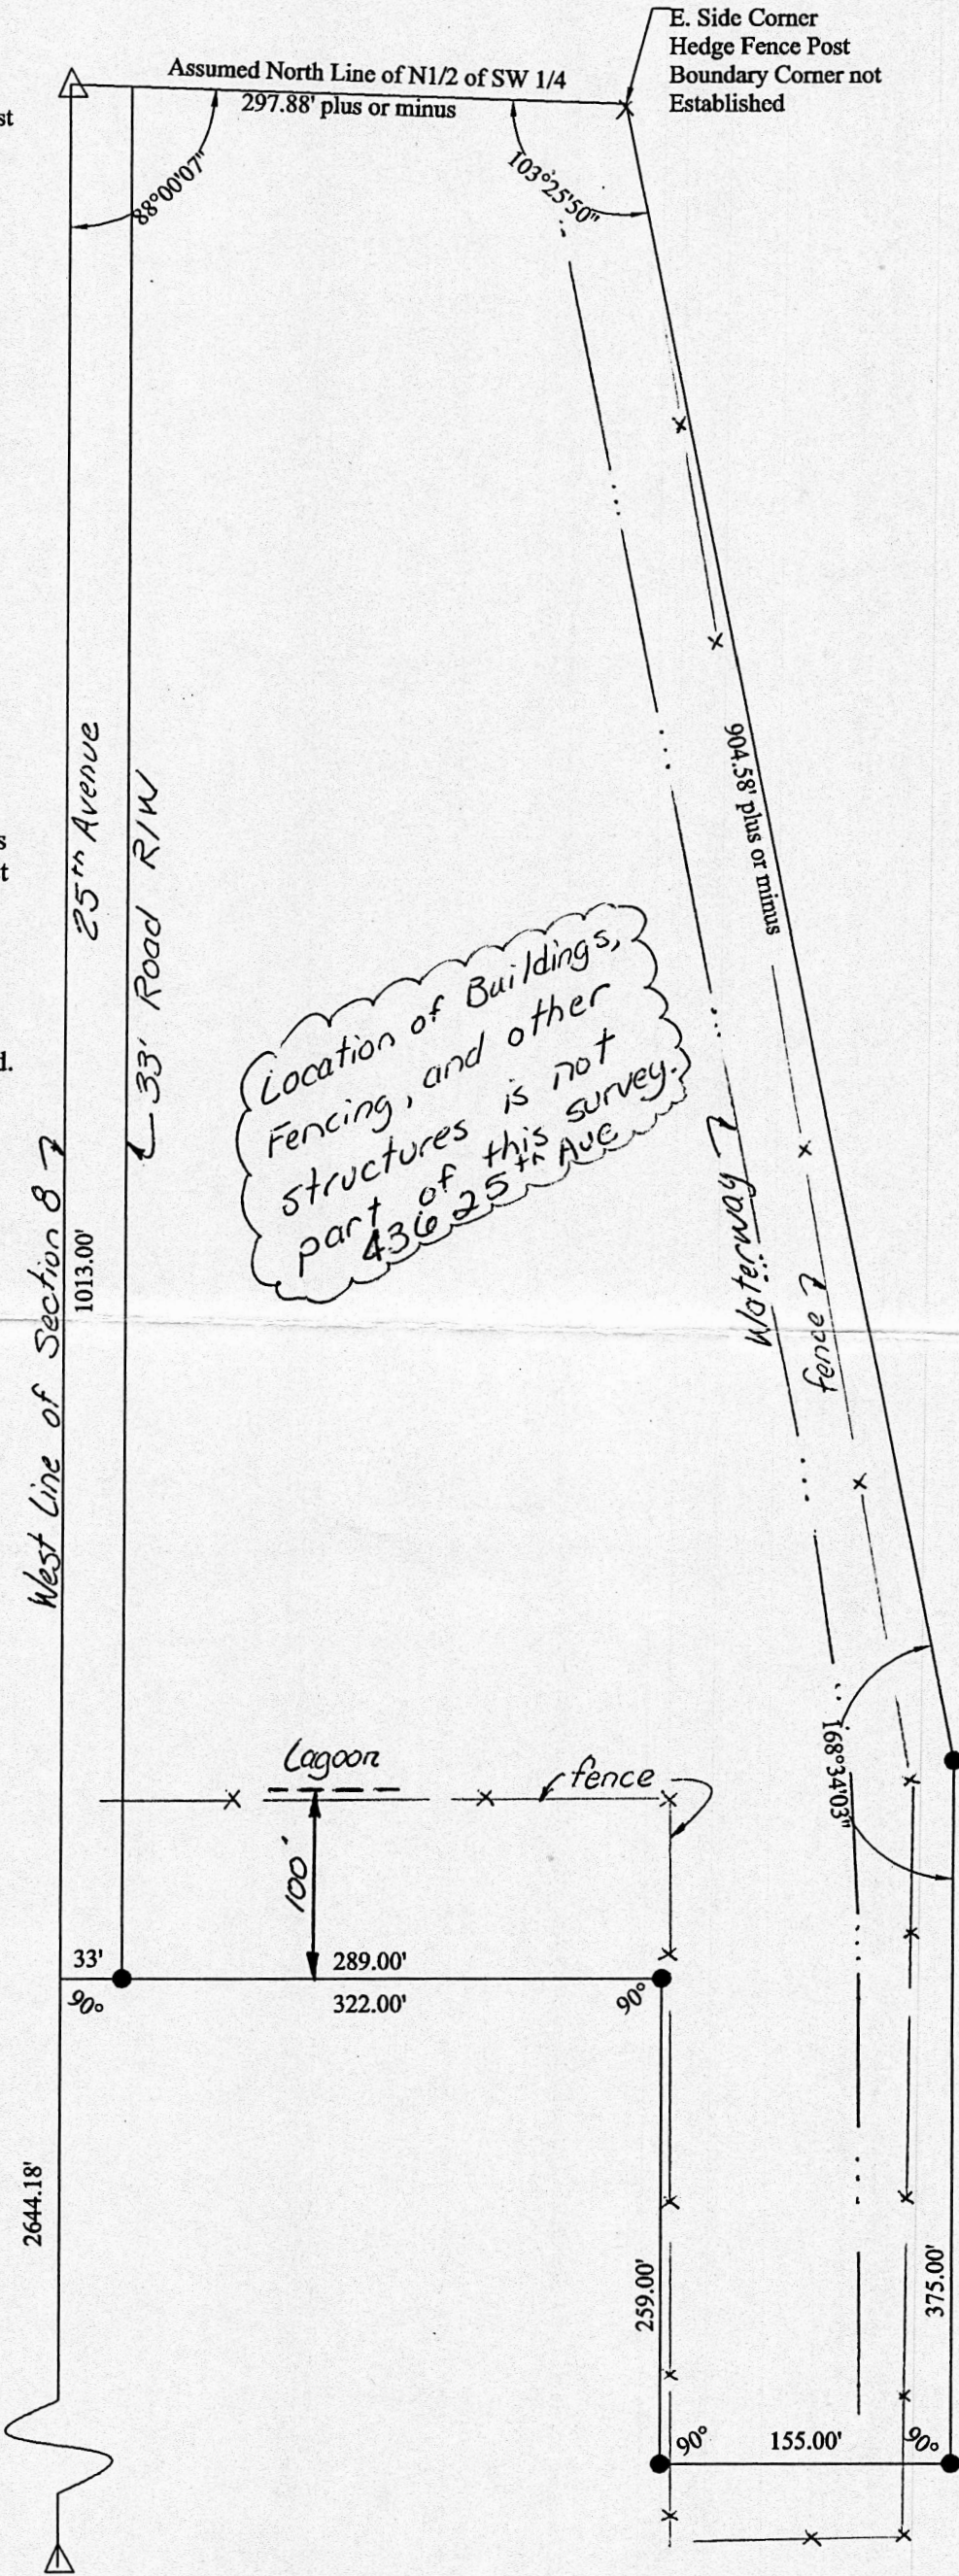 E. Side Corner
Hedge Fence Post
Boundary Corner not
Established
Assumed North Line of N1/2 of SW 1/4
297.88' plus or minus
st
88°00'07"
103°25'50"
25th Avenue
33' Road R/W
904.58' plus or minus
s
t
Location of Buildings,
Fencing, and other
structures is not
part of this survey.
436 25th Ave
d.
West Line of Section 8
1013.00'
Waterway
fence
168°34'03"
Lagoon
fence
100'
33'
289.00'
90°
322.00'
90°
2644.18'
259.00'
375.00'
90°
155.00'
90°